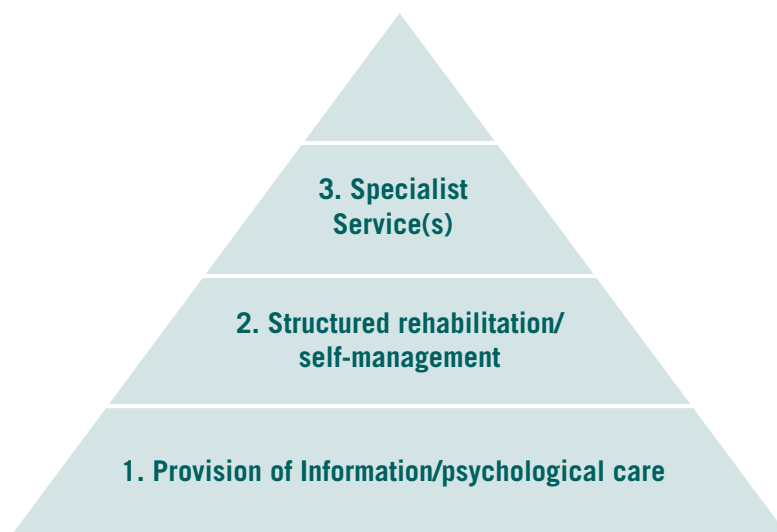 3. Specialist
Service(s)
2. Structured rehabilitation/
self-management
1. Provision of Information/psychological care